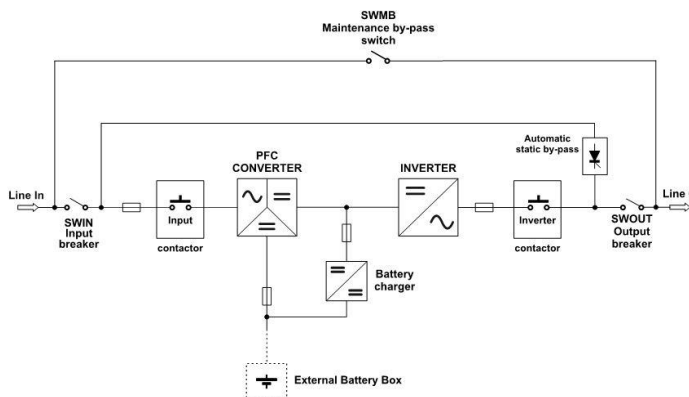 SWMB
Maintenance by-pass
switch
Automatic
static by-pass
PFC
CONVERTER
INVERTER
Line In
Line
SWIN
Input
breaker
Input
contactor
Inverter
contactor
SWOUT
Output
breaker
Battery
charger
External Battery Box